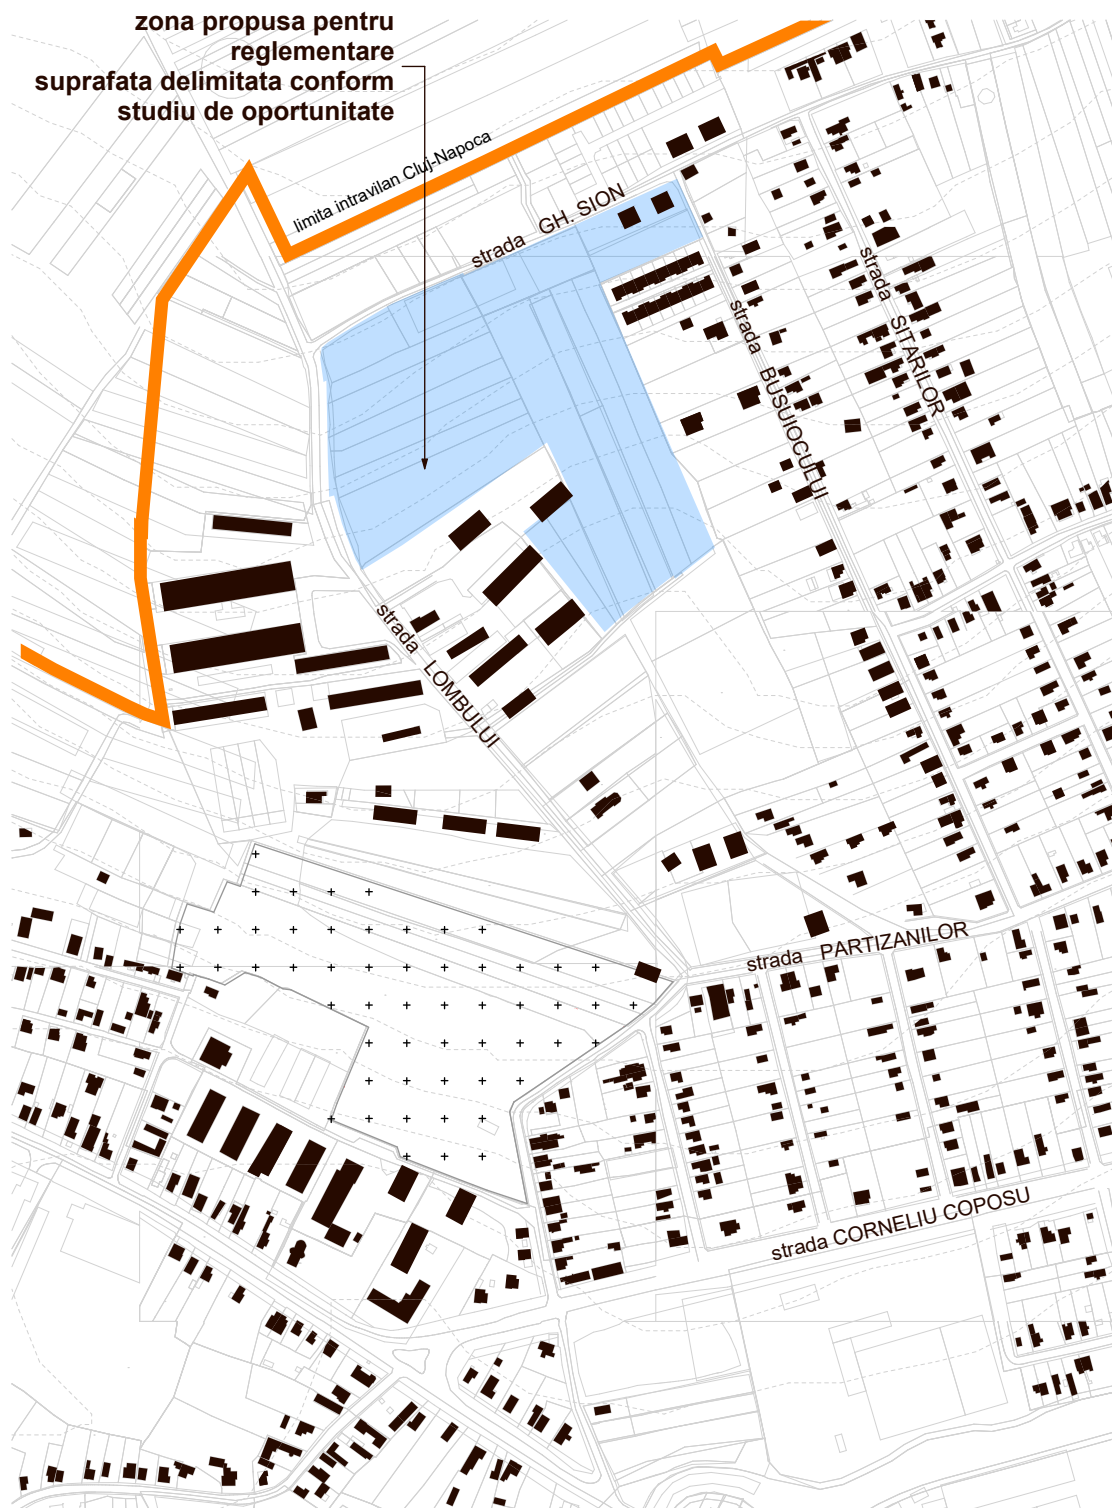 zona propusa pentru
reglementare
suprafata delimitata conform
studiu de oportunitate
limita intravilan Cluj-Napoca
strada GH. SION
strada SITARILOR
strada BUSUIOCULUI
strada LOMBULUI
strada PARTIZANILOR
strada CORNELIU COPOSU